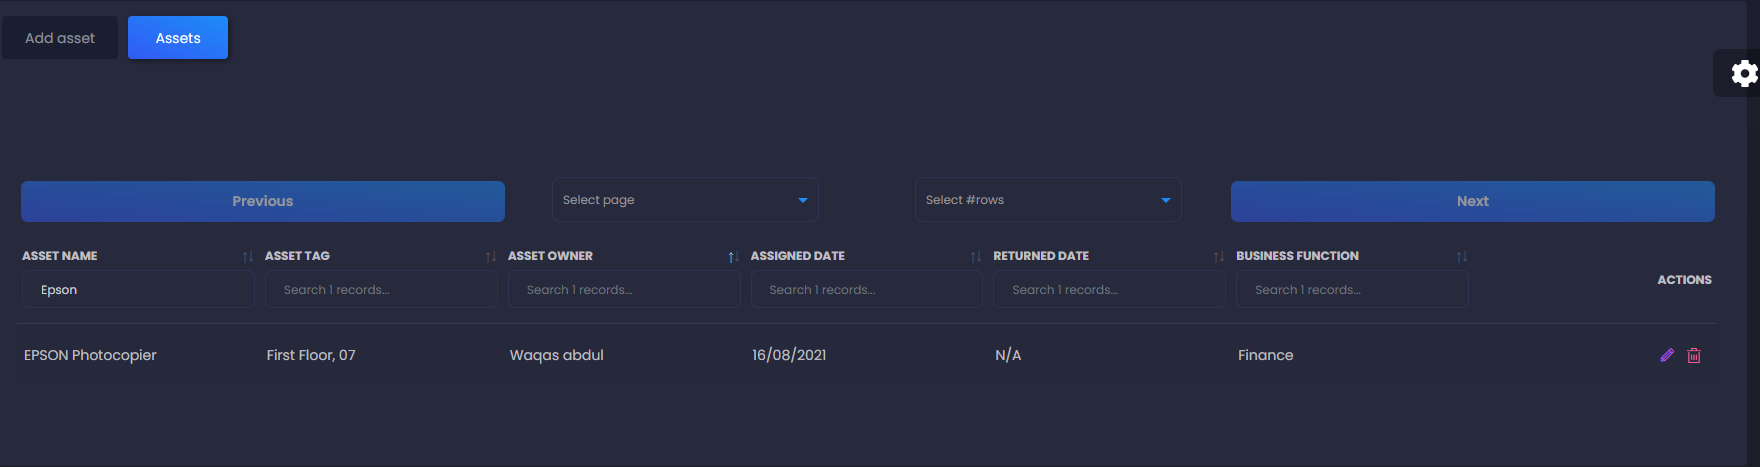 Add asset Assets
Previous Select page Select #rows Next
ASSET NAME ASSET TAG ASSET OWNER ASSIGNED DATE RETURNED DATE BUSINESS FUNCTION
Epson Search 1 records... Search 1 records... Search 1 records... Search 1 records... Search 1 records... ACTIONS
EPSON Photocopier First Floor, 07 Waqas abdul 16/08/2021 N/A Finance